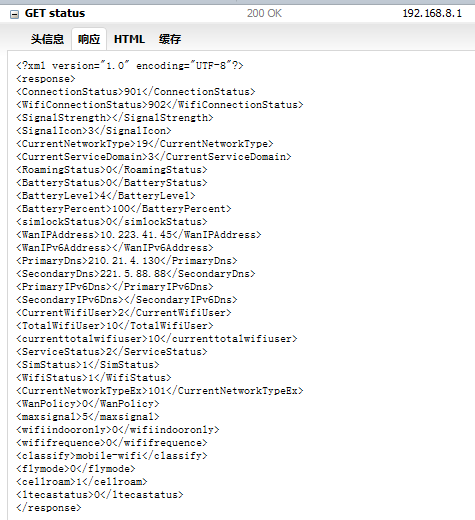 GET status 200 OK 192.168.8.1
头信息 响应 HTML 缓存
<?xml version="1.0" encoding="UTF-8"?>
<response>
<ConnectionStatus>901</ConnectionStatus>
<WifiConnectionStatus>902</WifiConnectionStatus>
<SignalStrength></SignalStrength>
<SignalIcon>3</SignalIcon>
<CurrentNetworkType>19</CurrentNetworkType>
<CurrentServiceDomain>3</CurrentServiceDomain>
<RoamingStatus>0</RoamingStatus>
<BatteryStatus>0</BatteryStatus>
<BatteryLevel>4</BatteryLevel>
<BatteryPercent>100</BatteryPercent>
<simlockStatus>0</simlockStatus>
<WanIPAddress>10.223.41.45</WanIPAddress>
<WanIPv6Address></WanIPv6Address>
<PrimaryDns>210.21.4.130</PrimaryDns>
<SecondaryDns>221.5.88.88</SecondaryDns>
<PrimaryIPv6Dns></PrimaryIPv6Dns>
<SecondaryIPv6Dns></SecondaryIPv6Dns>
<CurrentWifiUser>2</CurrentWifiUser>
<TotalWifiUser>10</TotalWifiUser>
<currenttotalwifiuser>10</currenttotalwifiuser>
<ServiceStatus>2</ServiceStatus>
<SimStatus>1</SimStatus>
<WifiStatus>1</WifiStatus>
<CurrentNetworkTypeEx>101</CurrentNetworkTypeEx>
<WanPolicy>0</WanPolicy>
<maxsignal>5</maxsignal>
<wifiindooronly>0</wifiindooronly>
<wififrequence>0</wififrequence>
<classify>mobile-wifi</classify>
<flymode>0</flymode>
<cellroam>1</cellroam>
<ltecastatus>0</ltecastatus>
</response>